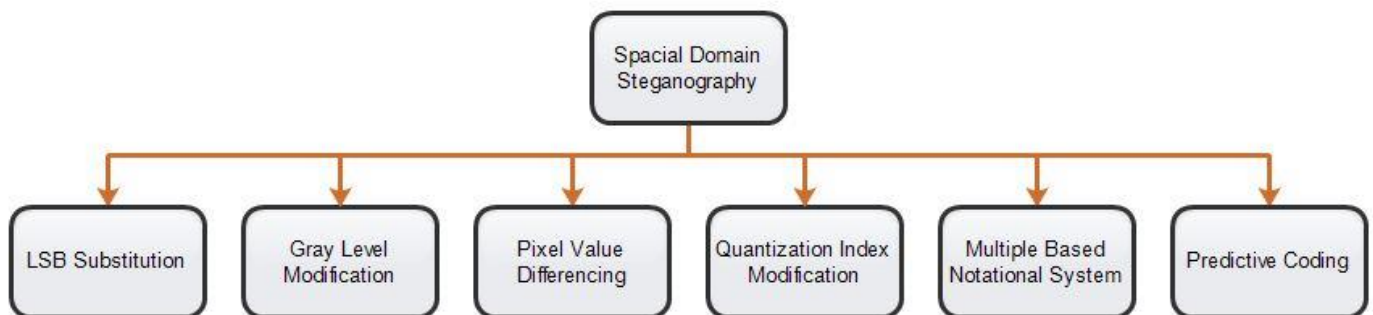 Spacial Domain
Steganography
LSB Substitution
Gray Level
Modification
Pixel Value
Differencing
Quantization Index
Modification
Multiple Based
Notational System
Predictive Coding